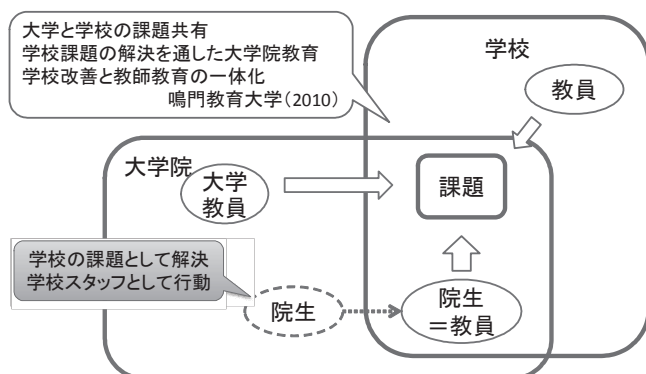 大学と学校の課題共有
学校課題の解決を通した大学院教育
学校改善と教師教育の一体化
鳴門教育大学(2010)
学校
教員
大学院
大学
教員
課題
学校の課題として解決
学校スタッフとして行動
院生
院生
＝教員